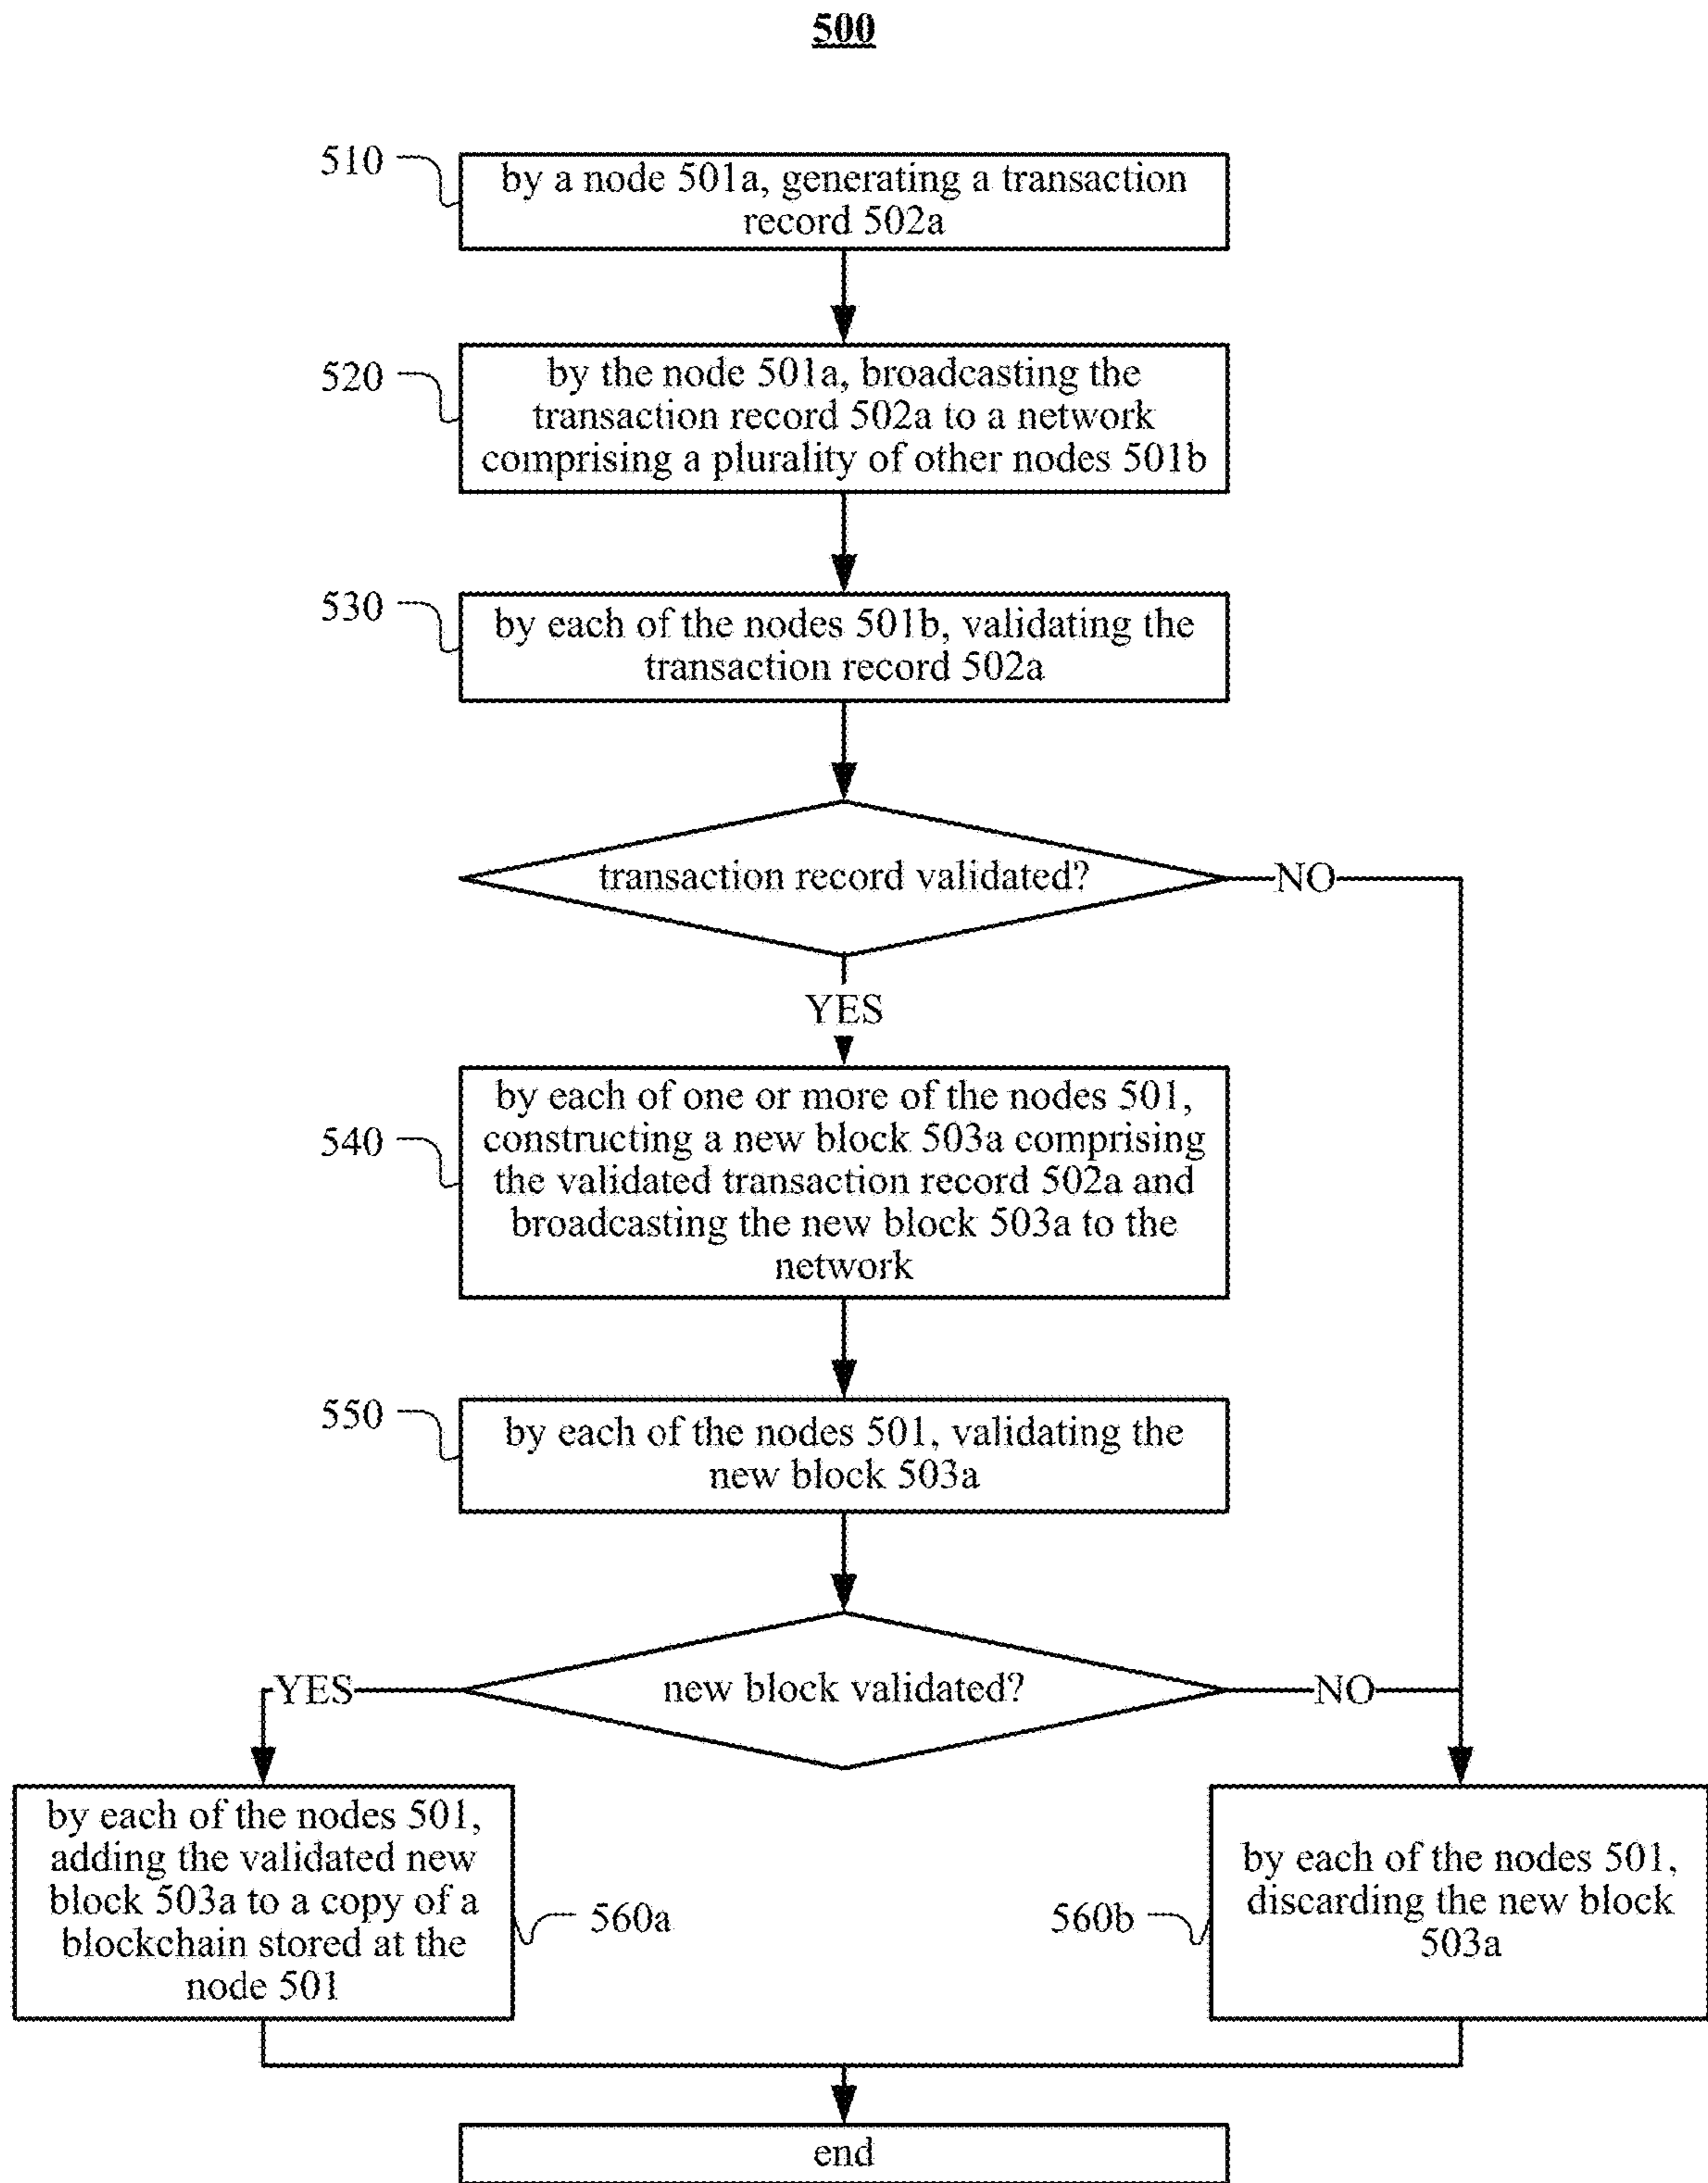 500
510
by a node 501a, generating a transaction
record 502a
520
by the node 501a, broadcasting the
transaction record 502a to a network
comprising a plurality of other nodes 501b
530
by each of the nodes 501b, validating the
transaction record 502a
transaction record validated?
NO
YES
540
by each of one or more of the nodes 501,
constructing a new block 503a comprising
the validated transaction record 502a and
broadcasting the new block 503a to the
network
550
by each of the nodes 501, validating the
new block 503a
new block validated?
YES
NO
by each of the nodes 501,
adding the validated new
block 503a to a copy of a
blockchain stored at the
node 501
560a
560b
by each of the nodes 501,
discarding the new block
503a
end